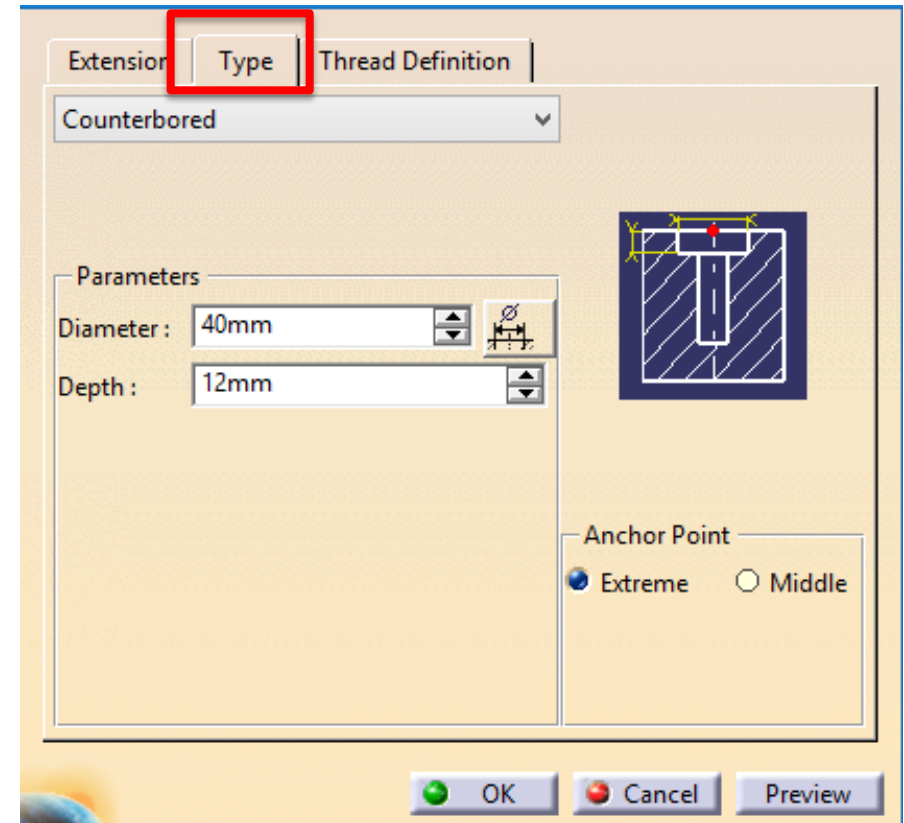 Extension Type Thread Definition
Counterbored
Parameters
Diameter : 40mm
Depth : 12mm
Anchor Point
Extreme Middle
OK Cancel Preview